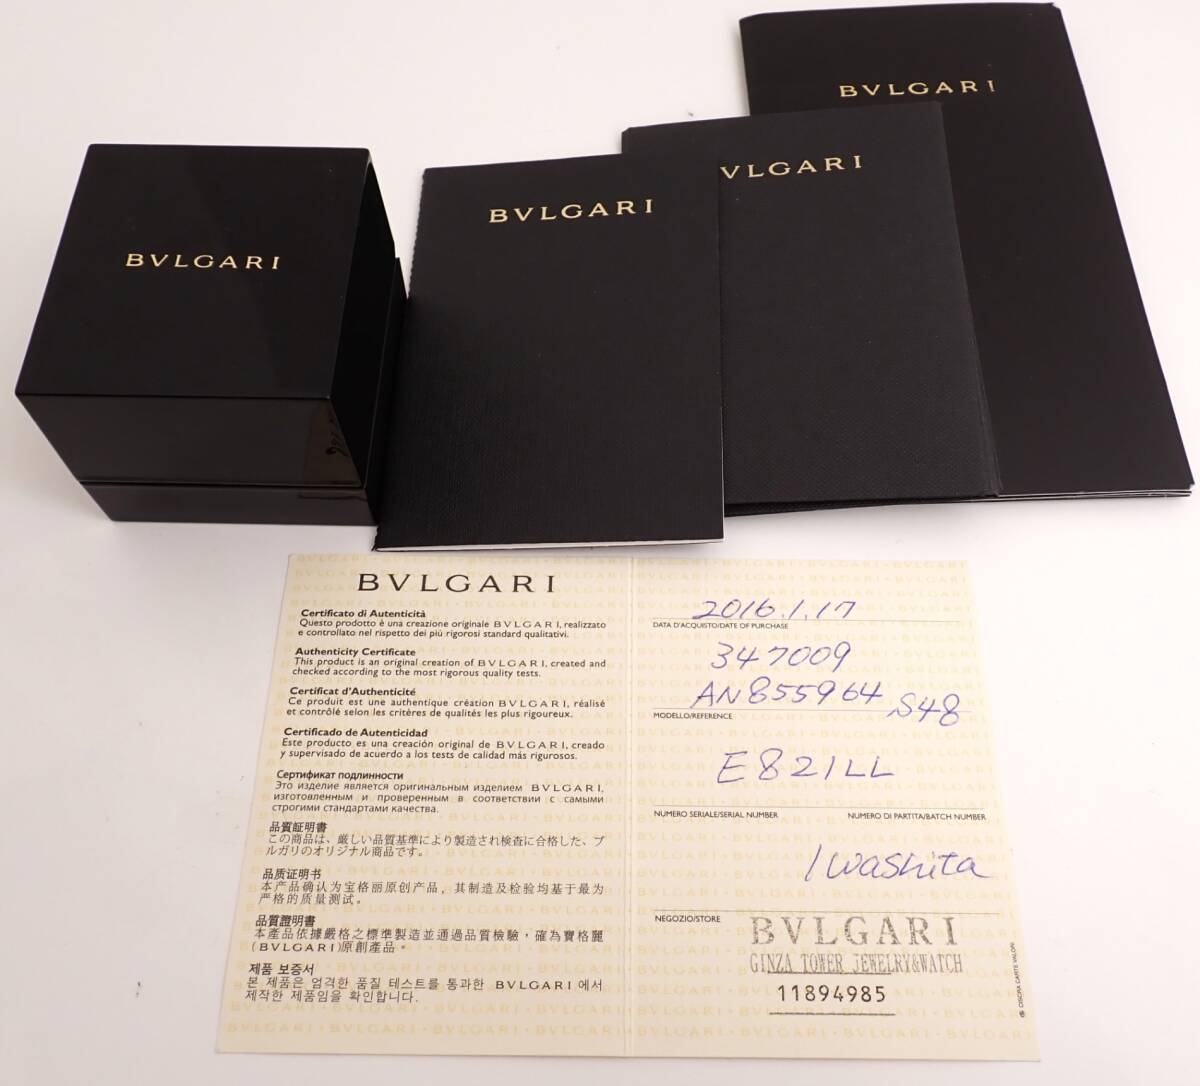 BVLGARI
BVLGARI
VLGARI
BVLGARI
BVLGARI
Certificato di Autenticità
Questo prodotto è una creazione originale BVLGARI, realizzato
e controllato nel rispetto dei più rigorosi standard qualitativi.
Authenticity Certificate
This product is an original creation of BVLGARI, created and
checked according to the most rigorous quality tests.
Certificat d'Authenticité
Ce produit est une authentique création BVLGARI, réalisé
et contrôlé selon les critères de qualités les plus rigoureux.
Certificado de Autenticidad
Este producto es una creación original de BVLGARI, creado
y supervisado de acuerdo a los tests de calidad más rigurosos.
Сертификат подлинности
Это изделие является оригинальным изделием BVLGARI,
изготовленным и проверенным в соответствии с самыми
строгими стандартами качества.
品質証明書
この商品は、厳しい品質基準により製造され検査に合格した、ブ
ルガリのオリジナル商品です。
品质证明书
本产品确认为宝格丽原创产品, 其制造及检验均基于最为
严格的质量测试。
品質證明書
本產品依據嚴格之標準製造並通過品質檢驗,確為寶格麗
(BVLGARI)原創產品。
제품 보증서
본 제품은 엄격한 품질 테스트를 통과한 BVLGARI 에서
제작한 제품임을 확인합니다.
2016.1.17
DATA D'ACQUISTO/DATE OF PURCHASE
347009
AN855964 S48
MODELLO/REFERENCE
E821LL
NUMERO SERIALE/SERIAL NUMBER NUMERO DI PARTITA/BATCH NUMBER
Iwashita
NEGOZIO/STORE
BVLGARI
GINZA TOWER JEWELRY&WATCH
11894985
OSCRA CARTE VALORI